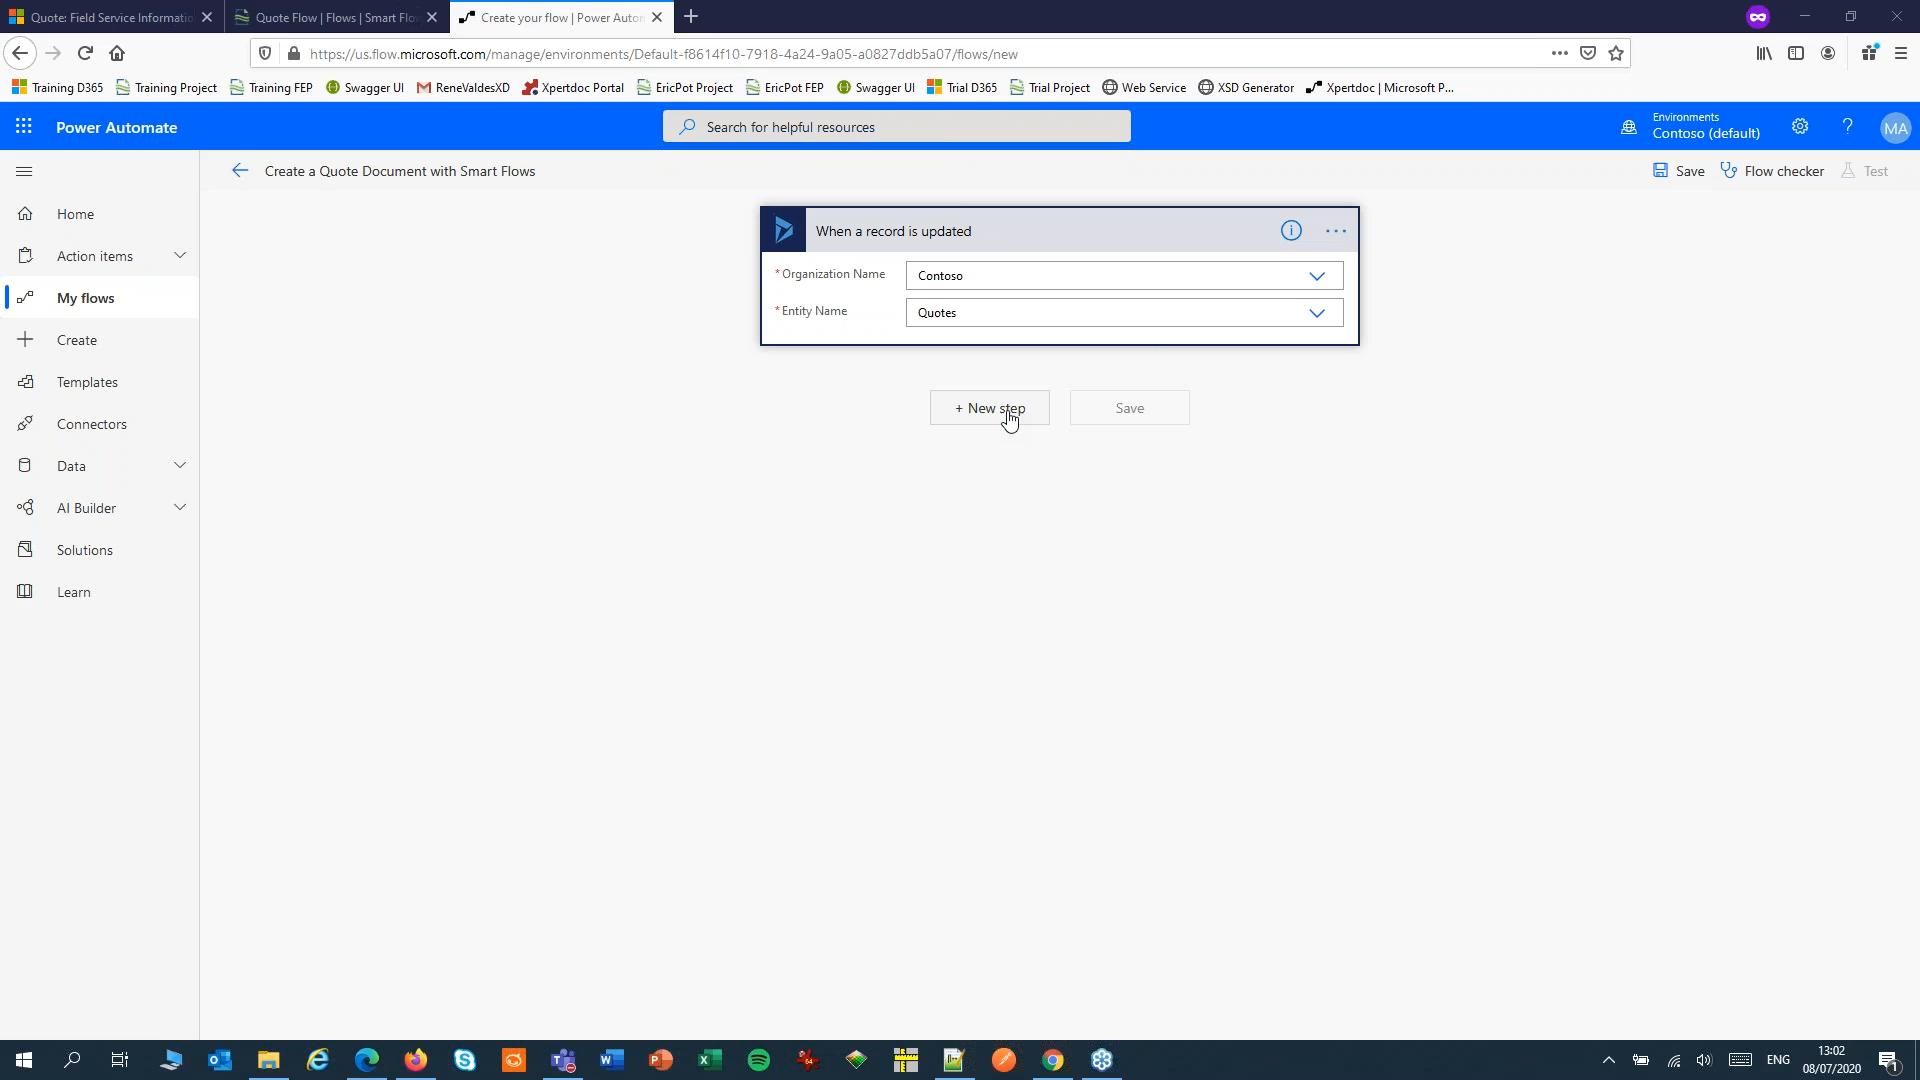 Quote: Field Service Informatio
Quote Flow | Flows | Smart Flo
Create your flow | Power Autom
https://us.flow.microsoft.com/manage/environments/Default-f8614f10-7918-4a24-9a05-a0827ddb5a07/flows/new
Training D365
Training Project
Training FEP
Swagger UI
ReneValdesXD
Xpertdoc Portal
EricPot Project
EricPot FEP
Swagger UI
Trial D365
Trial Project
Web Service
XSD Generator
Xpertdoc | Microsoft P...
Power Automate
Search for helpful resources
Environments
Contoso (default)
?
MA
Create a Quote Document with Smart Flows
Save
Flow checker
Test
Home
Action items
My flows
Create
Templates
Connectors
Data
AI Builder
Solutions
Learn
When a record is updated
* Organization Name
Contoso
* Entity Name
Quotes
+ New step
Save
ENG
13:02
08/07/2020
1